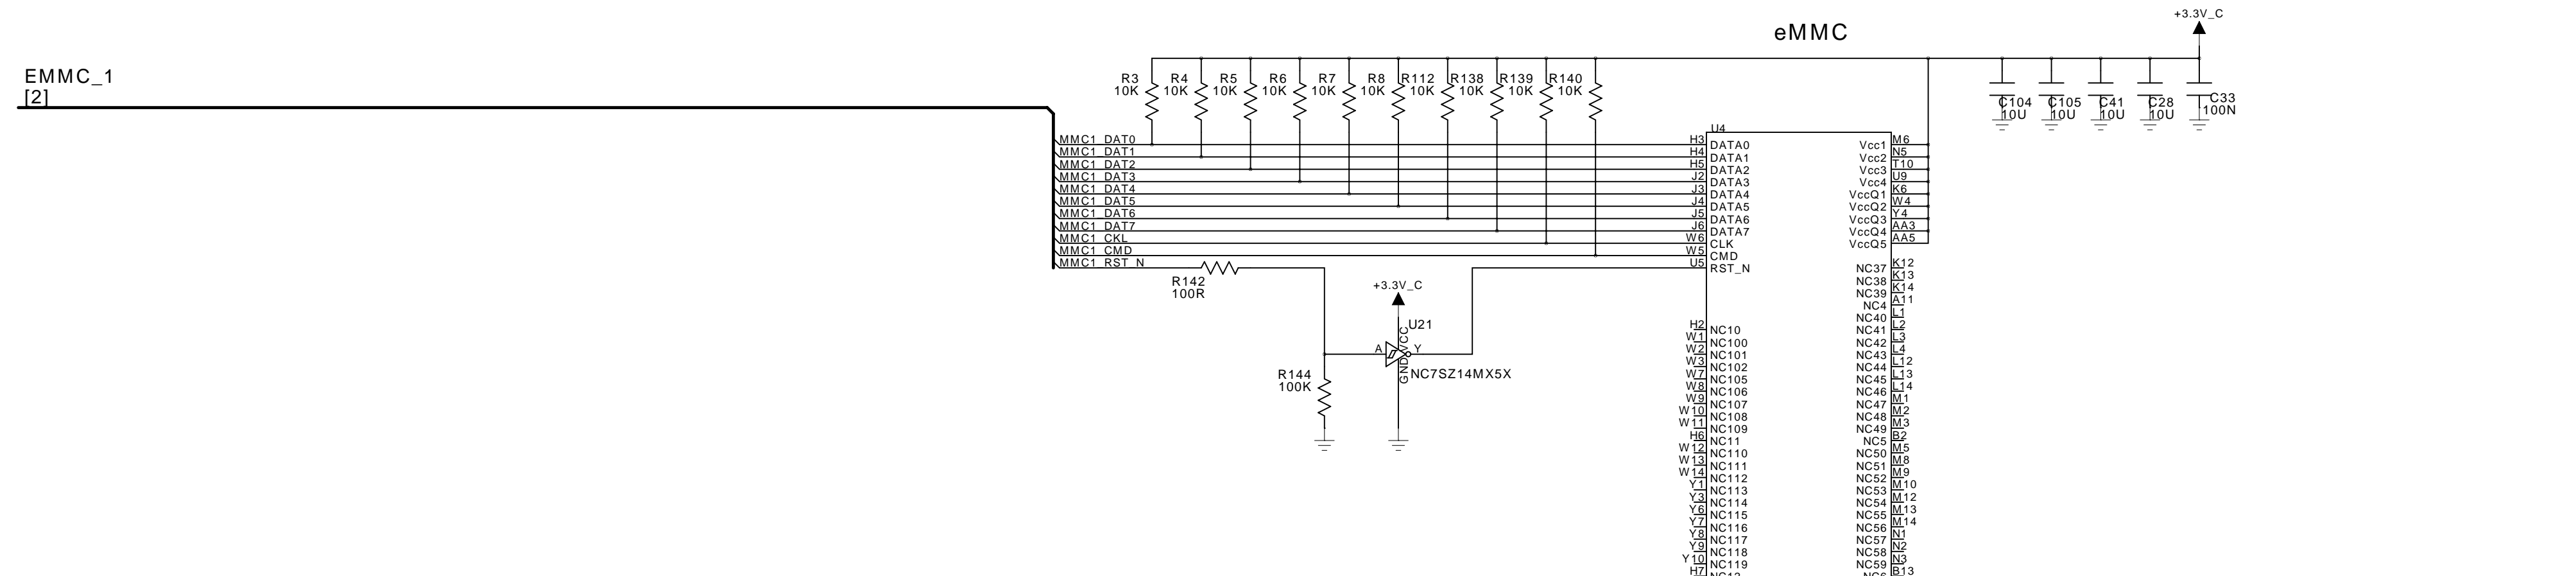 eMMC
+3.3V_C
EMMC_1
[2]
R3 10K
R4 10K
R5 10K
R6 10K
R7 10K
R8 10K
R112 10K
R138 10K
R139 10K
R140 10K
C104 10U
C105 10U
C41 10U
C28 10U
C33 100N
U4
MMC1_DAT0 H3 DATA0 Vcc1 M6
MMC1_DAT1 H4 DATA1 Vcc2 N5
MMC1_DAT2 H5 DATA2 Vcc3 T10
MMC1_DAT3 J2 DATA3 Vcc4 U9
MMC1_DAT4 J3 DATA4 VccQ1 K6
MMC1_DAT5 J4 DATA5 VccQ2 W4
MMC1_DAT6 J5 DATA6 VccQ3 Y4
MMC1_DAT7 J6 DATA7 VccQ4 AA3
MMC1_CKL W6 CLK VccQ5 AA5
MMC1_CMD W5 CMD
MMC1_RST_N U5 RST_N NC37 K12
R142
100R
NC38 K13
NC39 K14
NC4 A11
NC40 L1
+3.3V_C
U21
VCC
A
Y
GND
NC7SZ14MX5X
R144
100K
H2 NC10 NC41 L2
W1 NC100 NC42 L3
W2 NC101 NC43 L4
W3 NC102 NC44 L12
W7 NC105 NC45 L13
W8 NC106 NC46 L14
W9 NC107 NC47 M1
W10 NC108 NC48 M2
W11 NC109 NC49 M3
H6 NC11 NC5 B2
W12 NC110 NC50 M5
W13 NC111 NC51 M8
W14 NC112 NC52 M9
Y1 NC113 NC53 M10
Y3 NC114 NC54 M12
Y6 NC115 NC55 M13
Y7 NC116 NC56 M14
Y8 NC117 NC57 N1
Y9 NC118 NC58 N2
Y10 NC119 NC59 N3
H7 B13